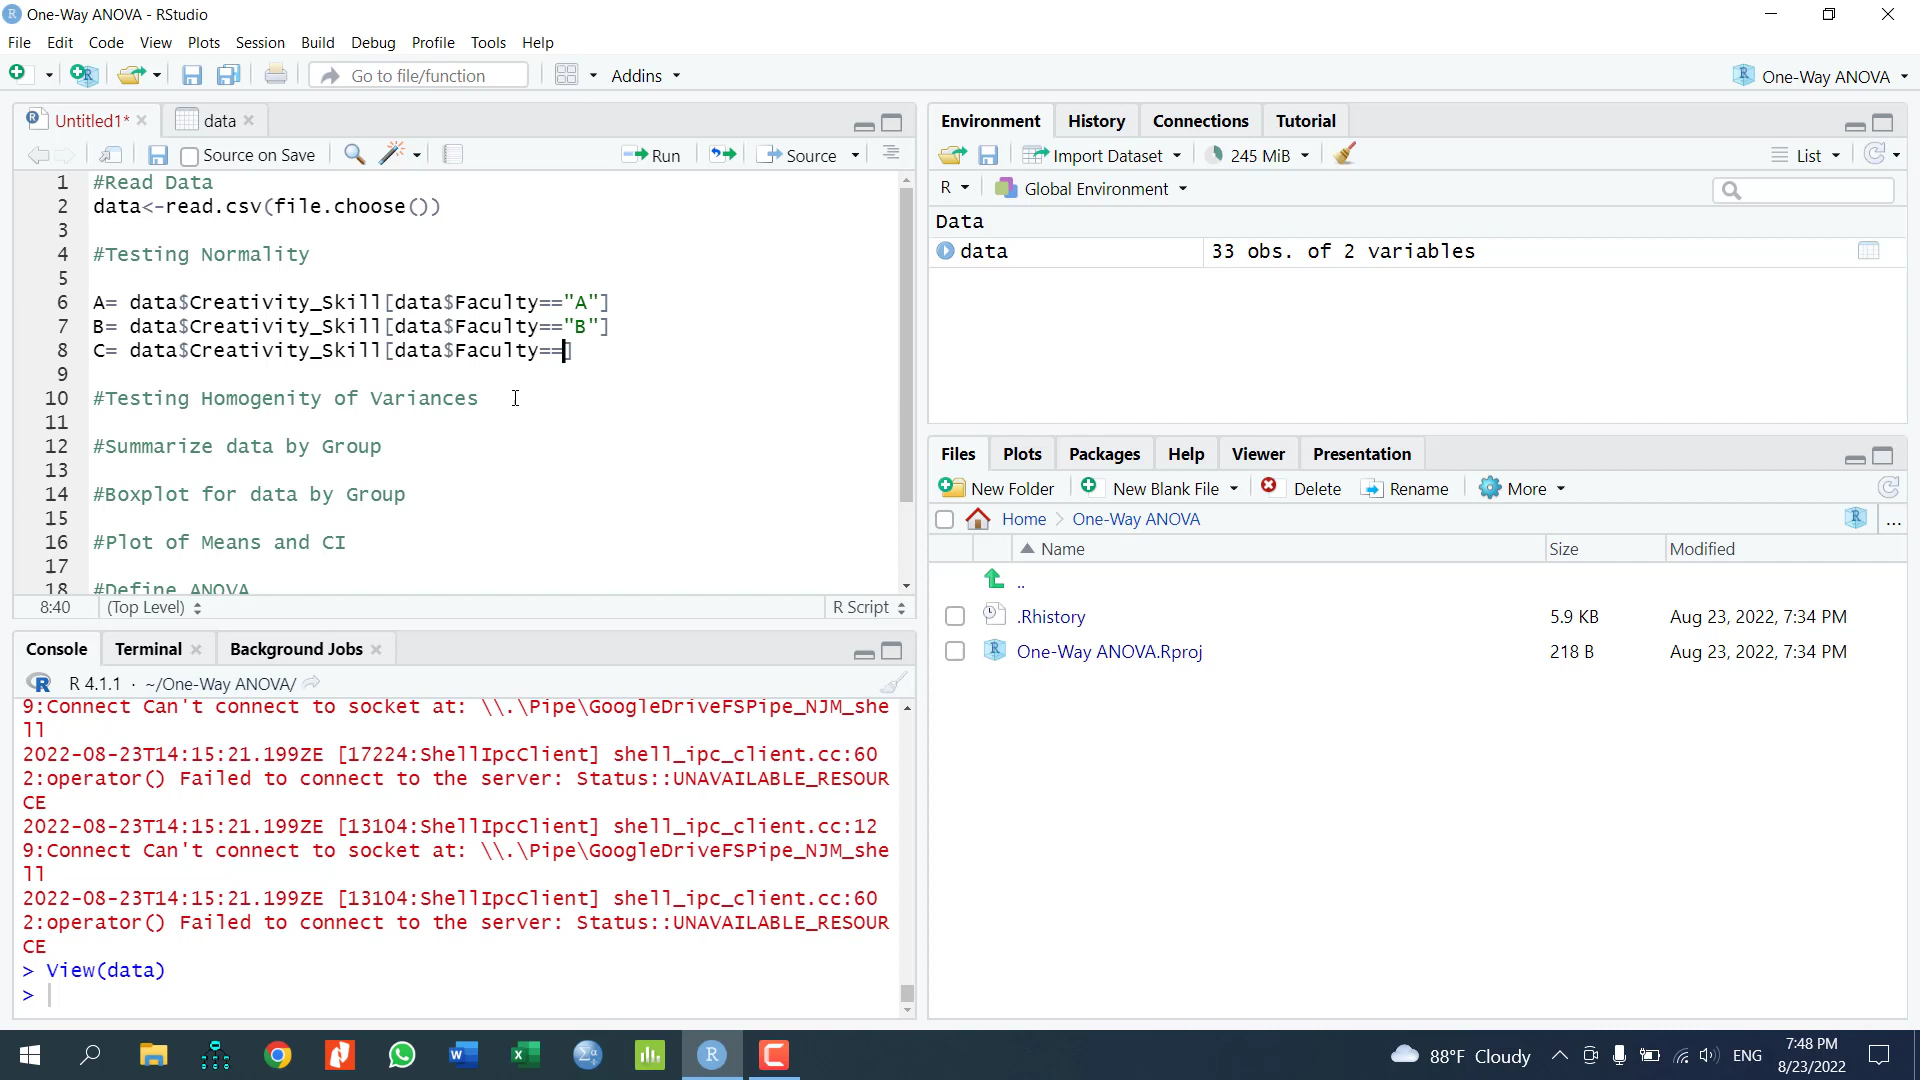 One-Way ANOVA - RStudio
File Edit Code View Plots Session Build Debug Profile Tools Help
Go to file/function Addins One-Way ANOVA
Untitled1* data
Source on Save Run Source
1 #Read Data
2 data<-read.csv(file.choose())
3
4 #Testing Normality
5
6 A= data$Creativity_Skill[data$Faculty=="A"]
7 B= data$Creativity_Skill[data$Faculty=="B"]
8 C= data$Creativity_Skill[data$Faculty==]
9
10 #Testing Homogenity of Variances
11
12 #Summarize data by Group
13
14 #Boxplot for data by Group
15
16 #Plot of Means and CI
17
18 #Define ANOVA
8:40 (Top Level) R Script
Console Terminal Background Jobs
R 4.1.1 · ~/One-Way ANOVA/
9:Connect Can't connect to socket at: \\.\Pipe\GoogleDriveFSPipe_NJM_she
ll
2022-08-23T14:15:21.199ZE [17224:ShellIpcClient] shell_ipc_client.cc:60
2:operator() Failed to connect to the server: Status::UNAVAILABLE_RESOUR
CE
2022-08-23T14:15:21.199ZE [13104:ShellIpcClient] shell_ipc_client.cc:12
9:Connect Can't connect to socket at: \\.\Pipe\GoogleDriveFSPipe_NJM_she
ll
2022-08-23T14:15:21.199ZE [13104:ShellIpcClient] shell_ipc_client.cc:60
2:operator() Failed to connect to the server: Status::UNAVAILABLE_RESOUR
CE
> View(data)
>
Environment History Connections Tutorial
Import Dataset 245 MiB List
R Global Environment
Data
data 33 obs. of 2 variables
Files Plots Packages Help Viewer Presentation
New Folder New Blank File Delete Rename More
Home One-Way ANOVA ...
Name Size Modified
..
.Rhistory 5.9 KB Aug 23, 2022, 7:34 PM
One-Way ANOVA.Rproj 218 B Aug 23, 2022, 7:34 PM
88°F Cloudy ENG 7:48 PM
8/23/2022